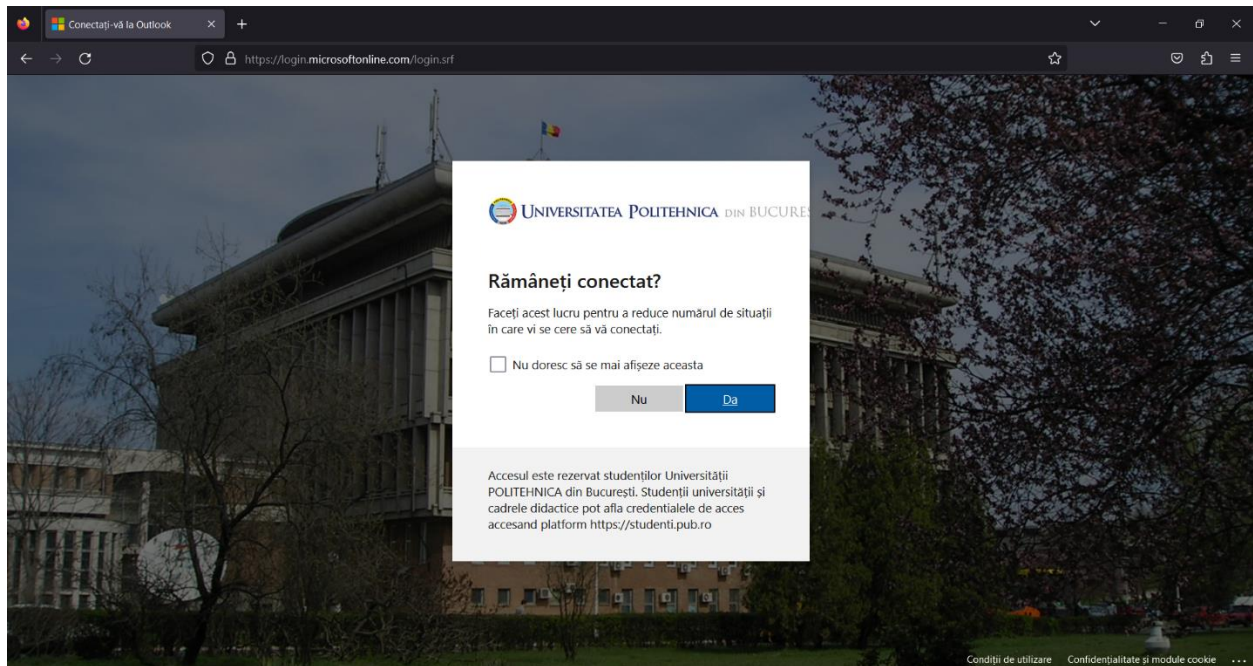 Conectați-vă la Outlook
https://login.microsoftonline.com/login.srf
UNIVERSITATEA POLITEHNICA DIN BUCUREȘ
Rămâneți conectat?
Faceți acest lucru pentru a reduce numărul de situații
în care vi se cere să vă conectați.
Nu doresc să se mai afișeze aceasta
Nu
Da
Accesul este rezervat studenților Universității
POLITEHNICA din București. Studenții universității și
cadrele didactice pot afla credentialele de acces
accesand platform https://studenti.pub.ro
Condiții de utilizare
Confidențialitate și module cookie